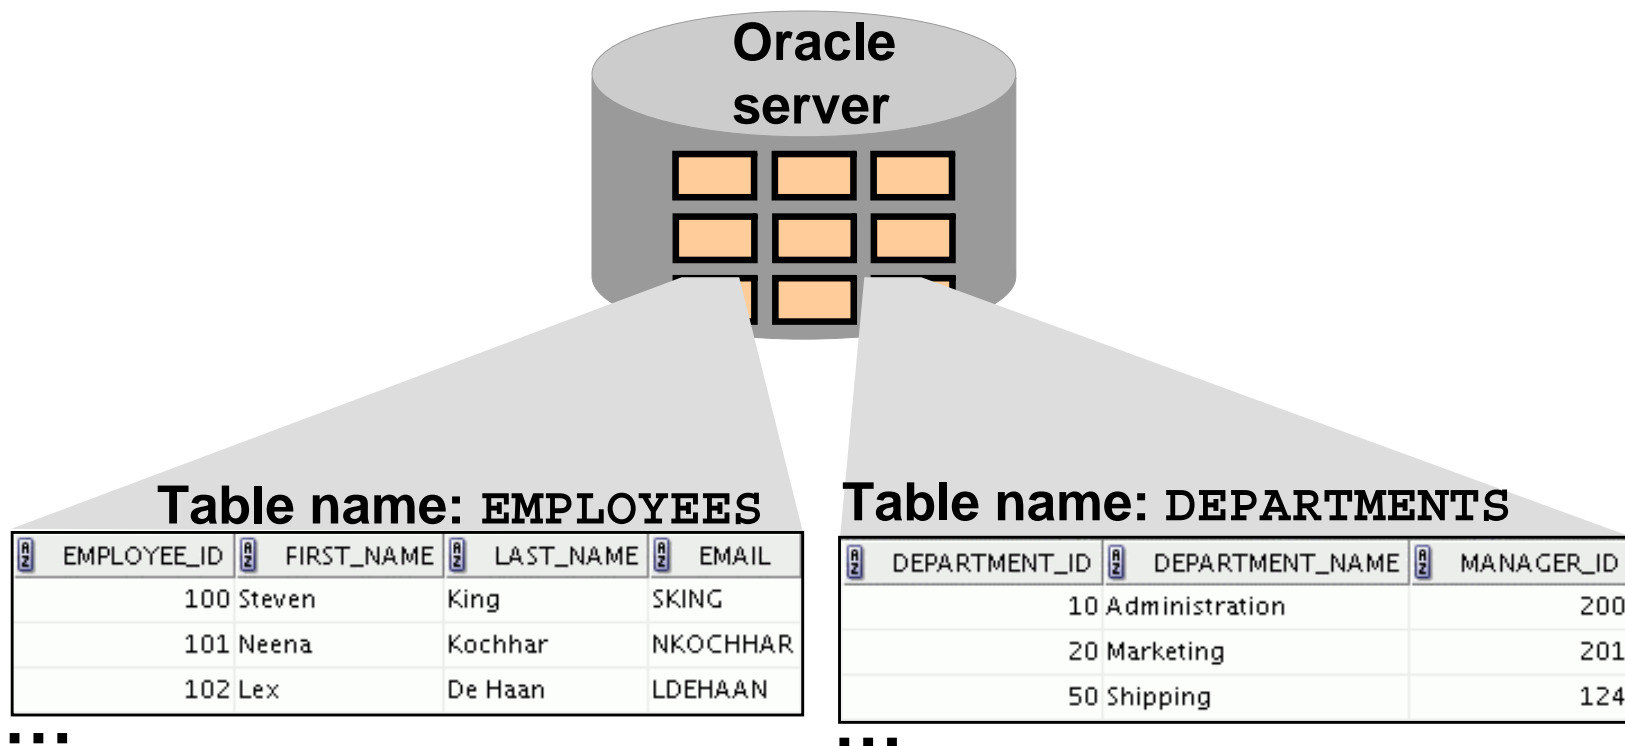 Oracle
server
Table name: EMPLOYEES
EMPLOYEE_ID FIRST_NAME LAST_NAME EMAIL
100 Steven King SKING
101 Neena Kochhar NKOCHHAR
102 Lex De Haan LDEHAAN
...
Table name: DEPARTMENTS
DEPARTMENT_ID DEPARTMENT_NAME MANAGER_ID
10 Administration 200
20 Marketing 201
50 Shipping 124
...